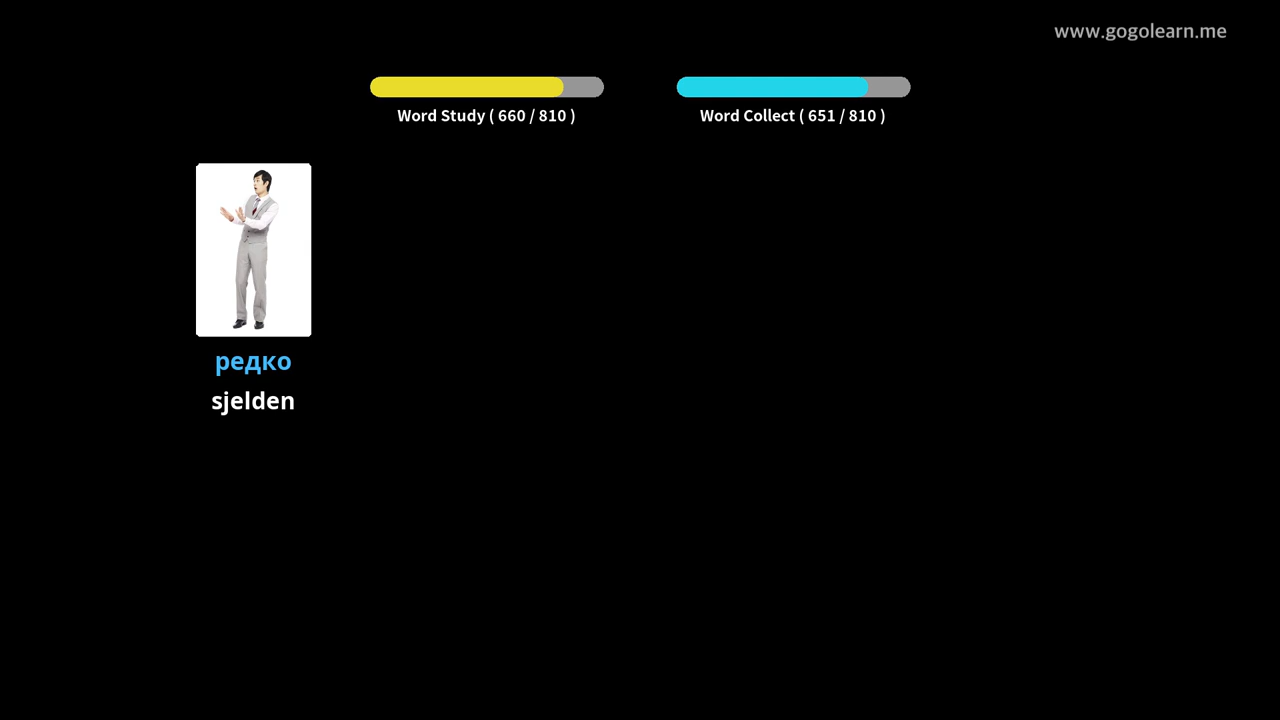 www.gogolearn.me
Word Study ( 660 / 810 )
Word Collect ( 651 / 810 )
редко
sjelden